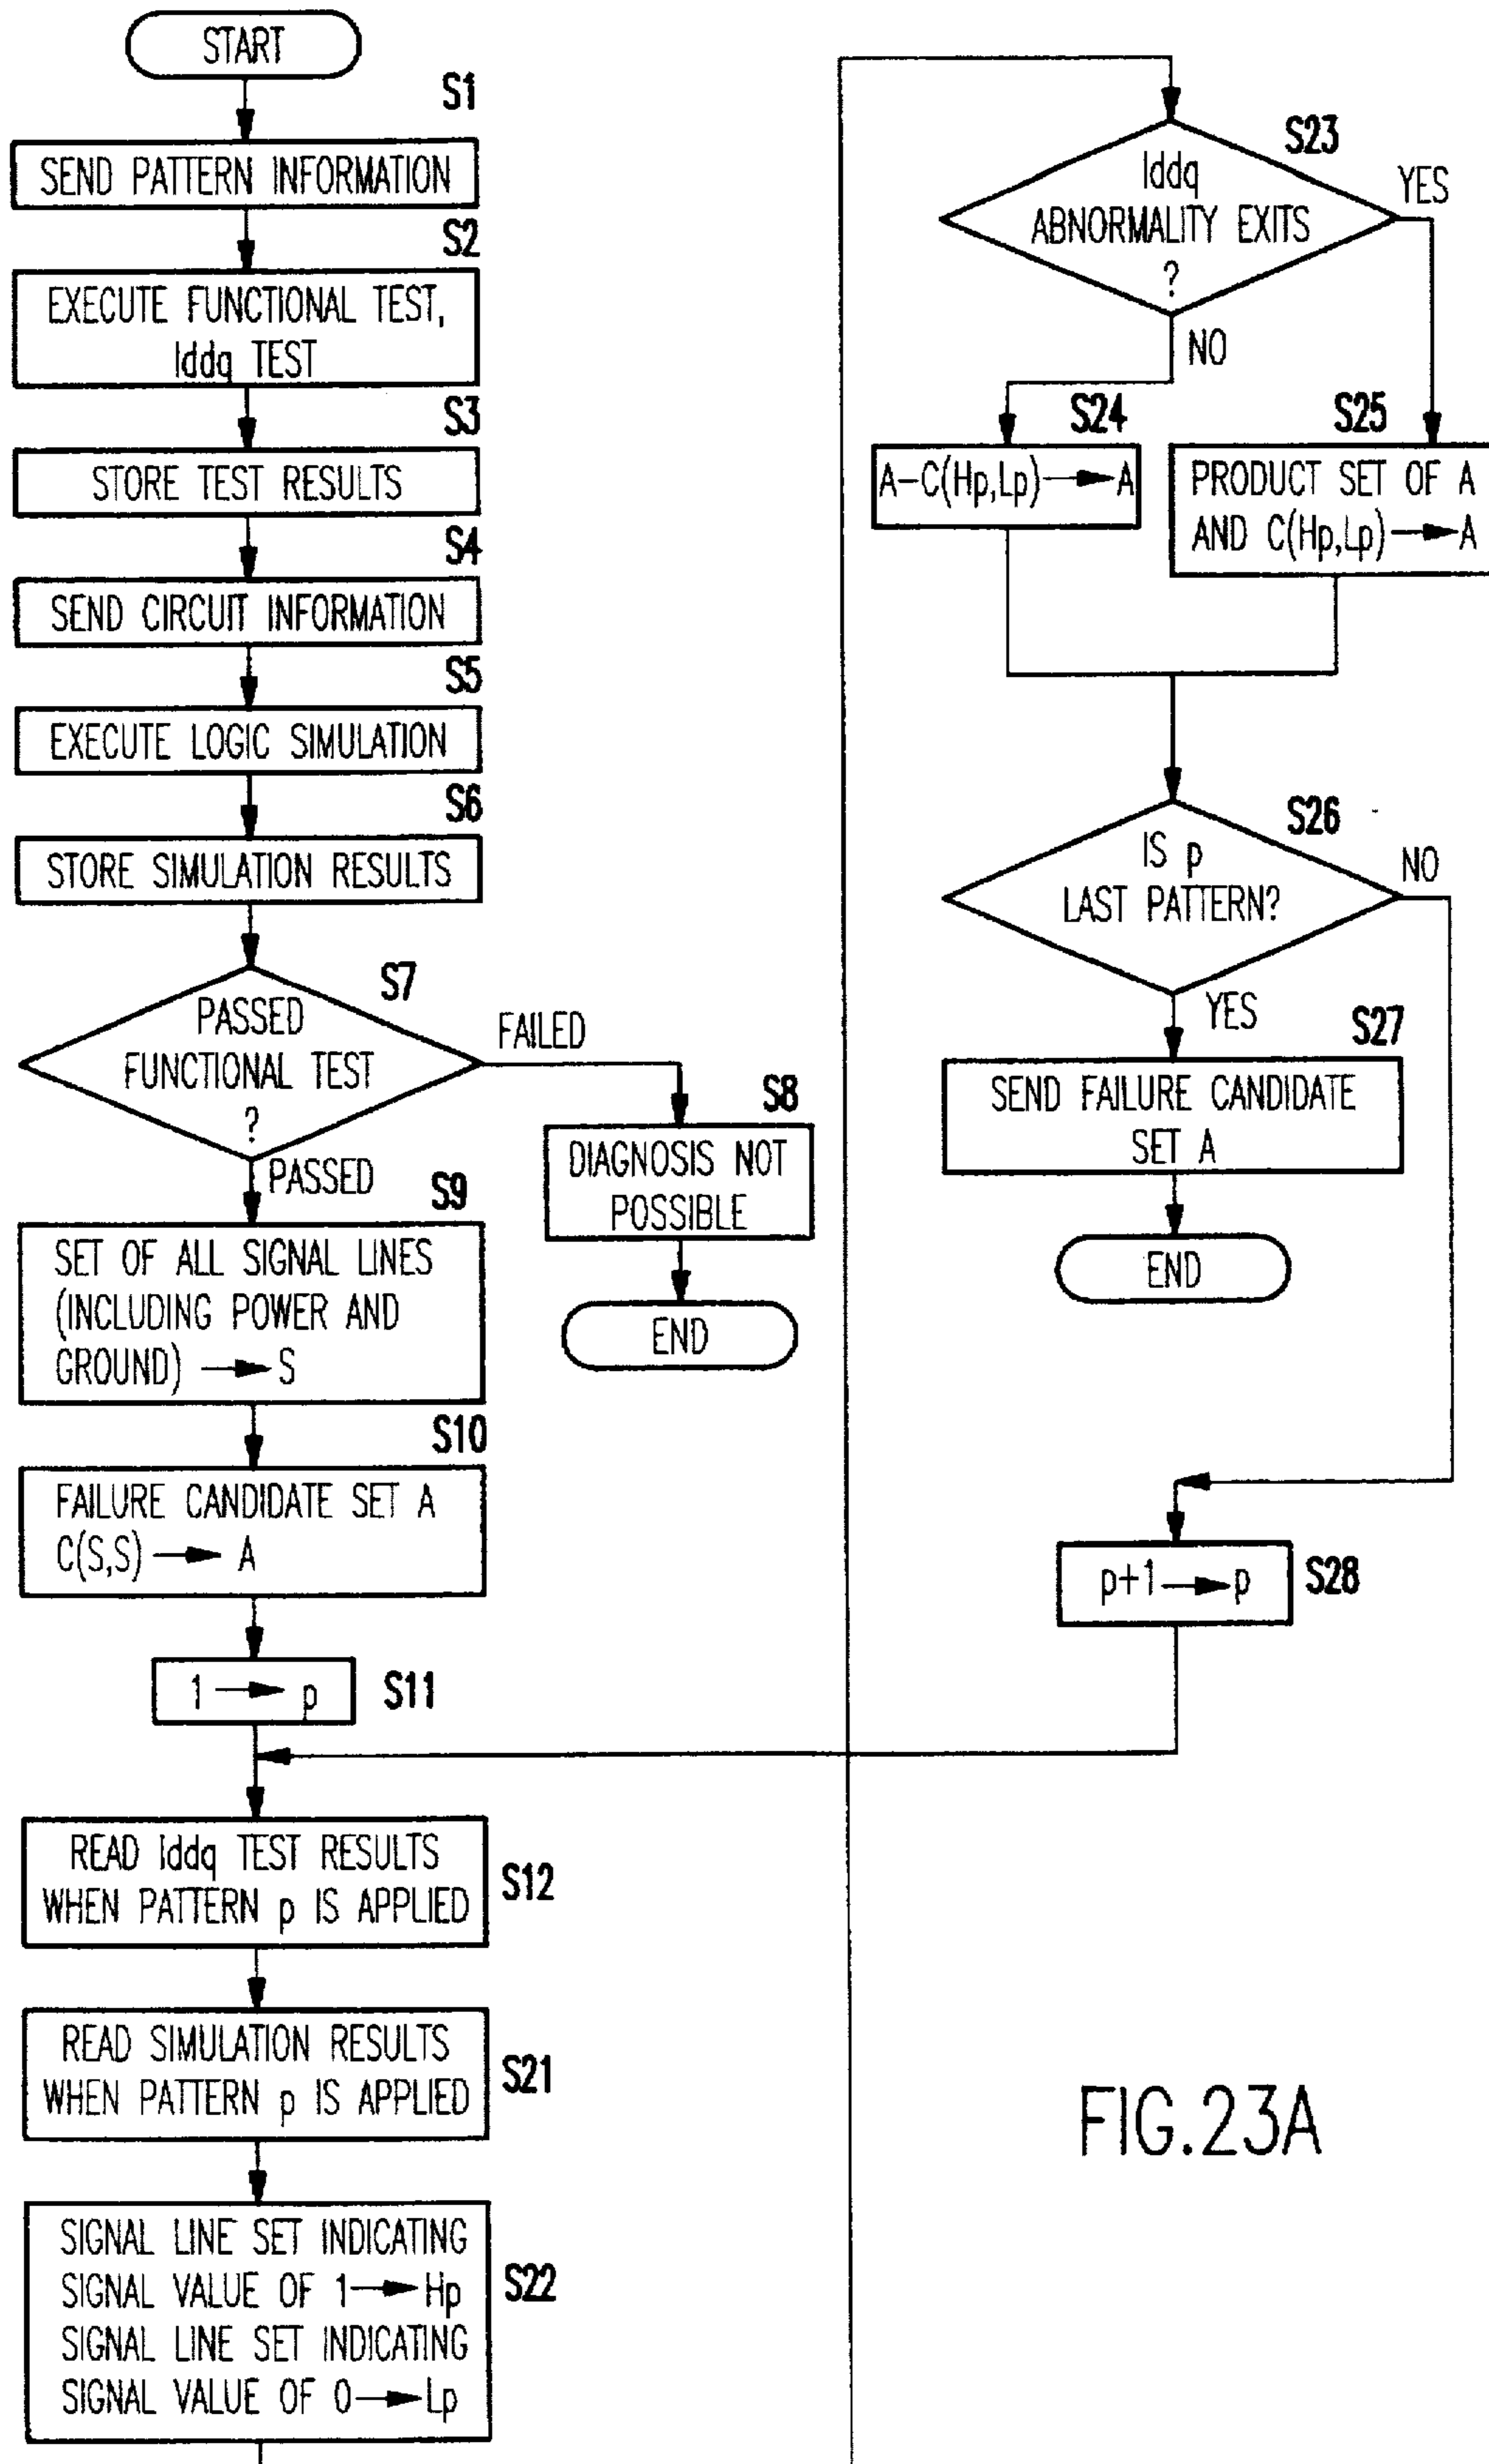 START
S1
SEND PATTERN INFORMATION
S2
EXECUTE FUNCTIONAL TEST,
Iddq TEST
S3
STORE TEST RESULTS
S4
SEND CIRCUIT INFORMATION
S5
EXECUTE LOGIC SIMULATION
S6
STORE SIMULATION RESULTS
S7
PASSED
FUNCTIONAL TEST
?
FAILED
PASSED
S8
DIAGNOSIS NOT
POSSIBLE
END
S9
SET OF ALL SIGNAL LINES
(INCLUDING POWER AND
GROUND) → S
S10
FAILURE CANDIDATE SET A
C(S,S) → A
1 → p
S11
READ Iddq TEST RESULTS
WHEN PATTERN p IS APPLIED
S12
READ SIMULATION RESULTS
WHEN PATTERN p IS APPLIED
S21
SIGNAL LINE SET INDICATING
SIGNAL VALUE OF 1 → Hp
SIGNAL LINE SET INDICATING
SIGNAL VALUE OF 0 → Lp
S22
S23
Iddq
ABNORMALITY EXITS
?
YES
NO
S24
A-C(Hp,Lp) → A
S25
PRODUCT SET OF A
AND C(Hp,Lp) → A
S26
IS p
LAST PATTERN?
NO
YES
S27
SEND FAILURE CANDIDATE
SET A
END
p+1 → p
S28
FIG.23A